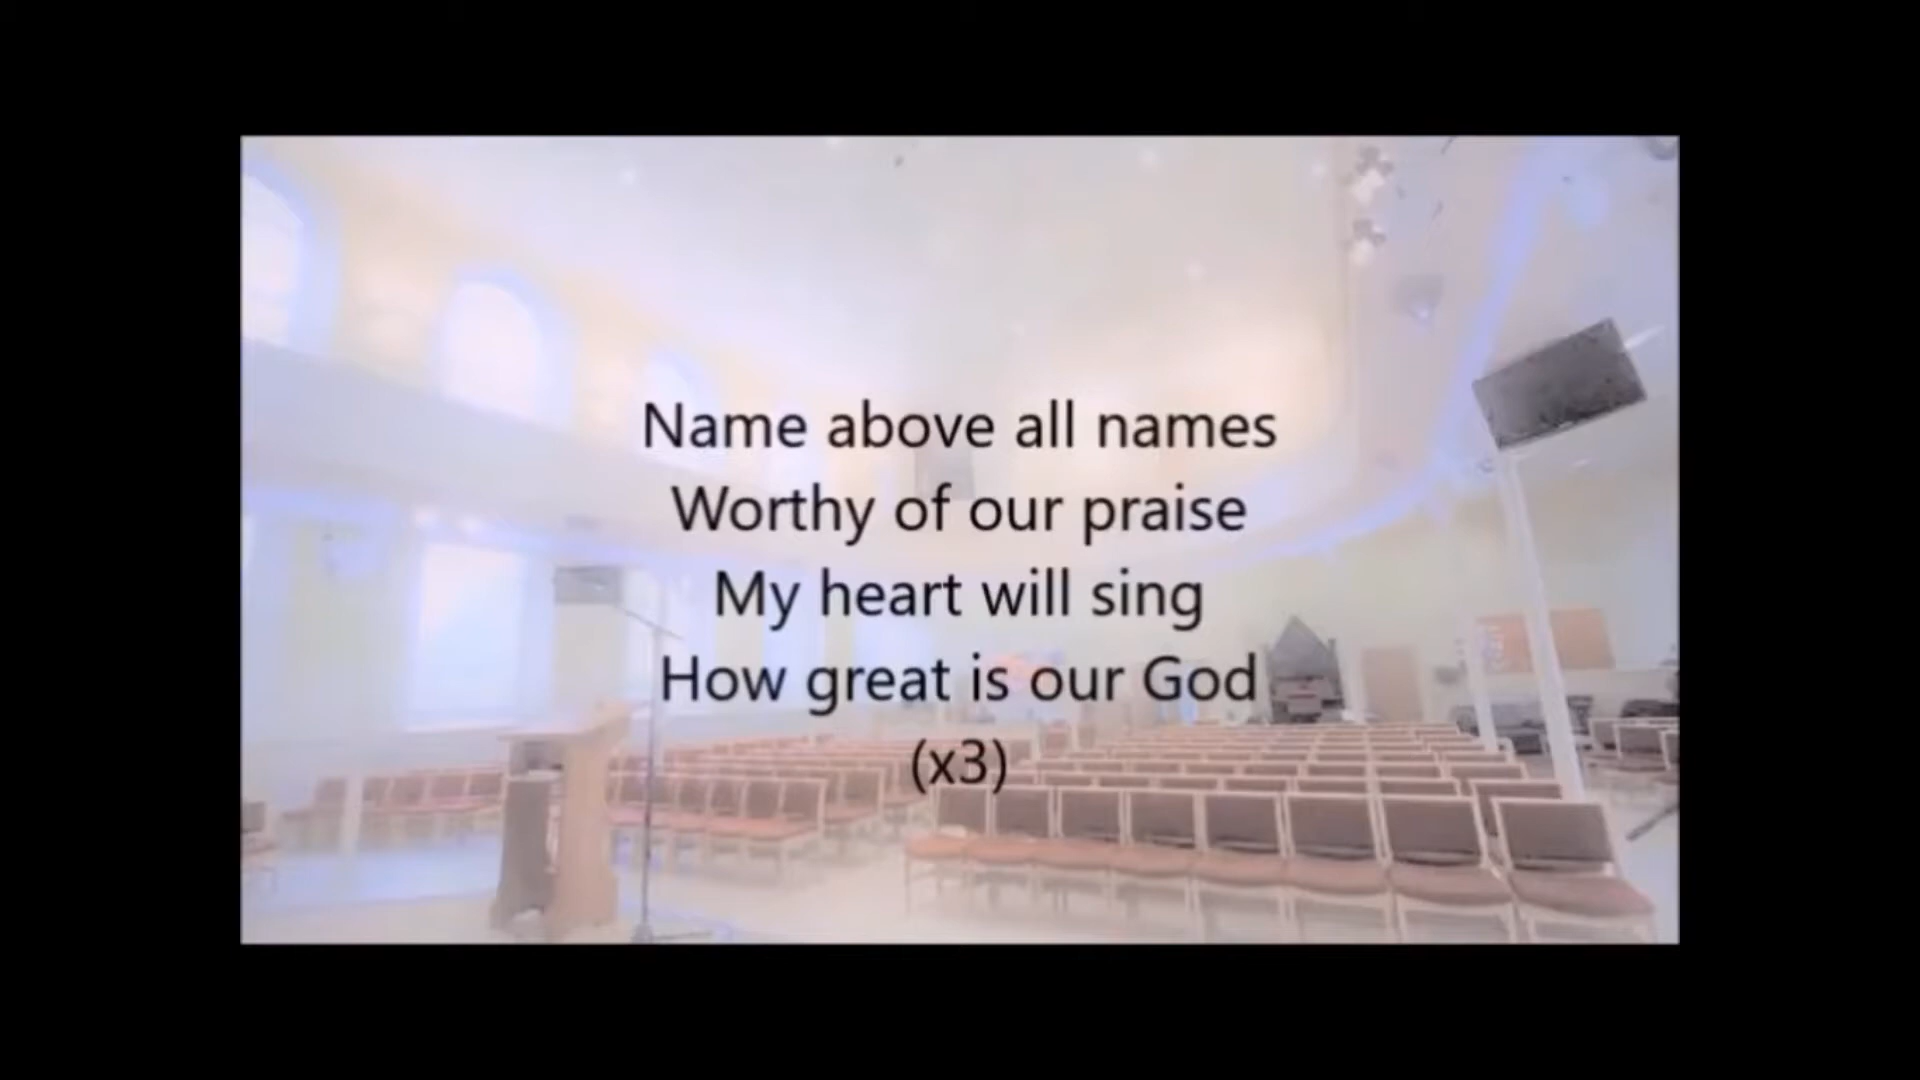 Name above all names
Worthy of our praise
My heart will sing
How great is our God
(x3)